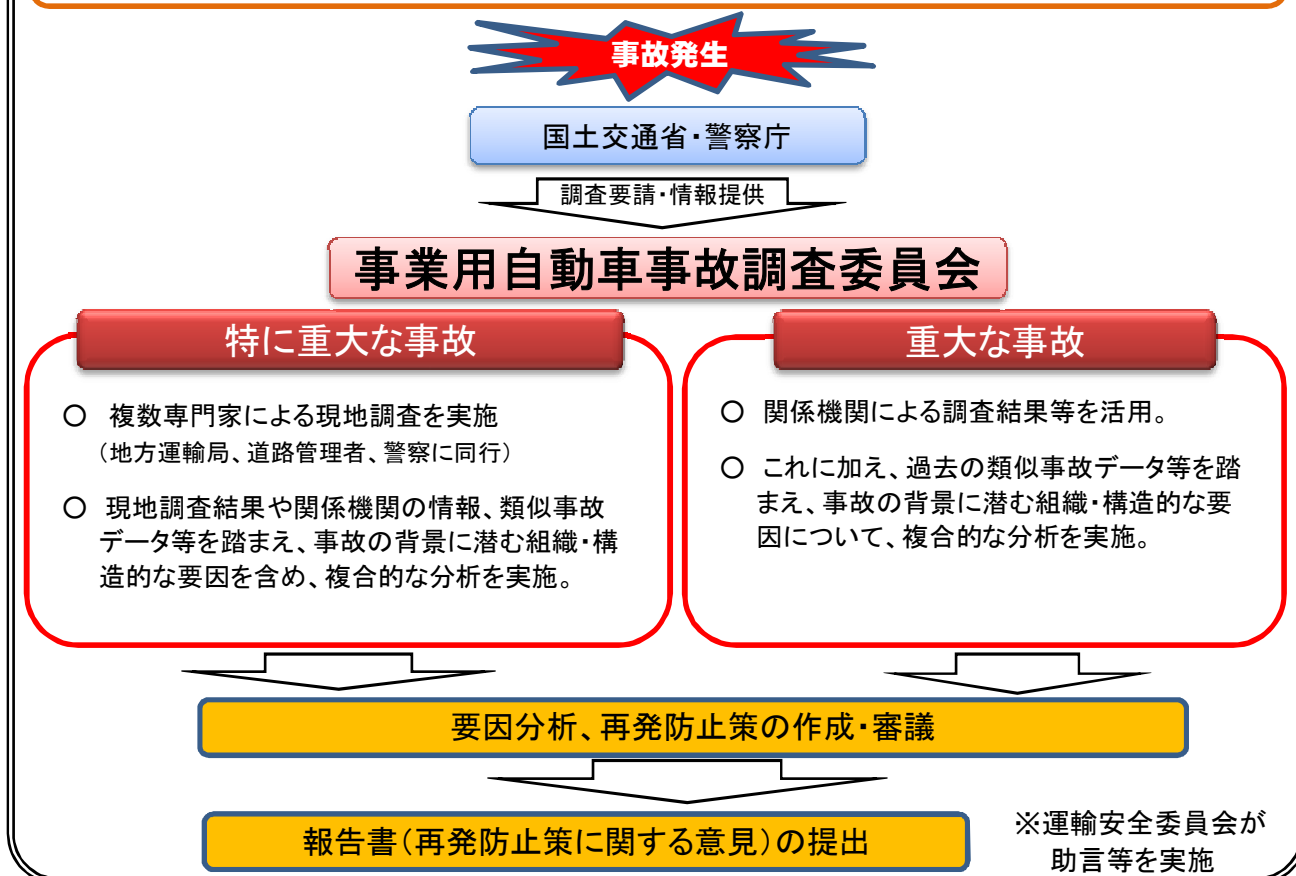 事故発生
国土交通省・警察庁
調査要請・情報提供
事業用自動車事故調査委員会
特に重大な事故
○ 複数専門家による現地調査を実施
（地方運輸局、道路管理者、警察に同行）
○ 現地調査結果や関係機関の情報、類似事故
データ等を踏まえ、事故の背景に潜む組織・構
造的な要因を含め、複合的な分析を実施。
重大な事故
○ 関係機関による調査結果等を活用。
○ これに加え、過去の類似事故データ等を踏
まえ、事故の背景に潜む組織・構造的な要
因について、複合的な分析を実施。
要因分析、再発防止策の作成・審議
報告書（再発防止策に関する意見）の提出
※運輸安全委員会が
助言等を実施